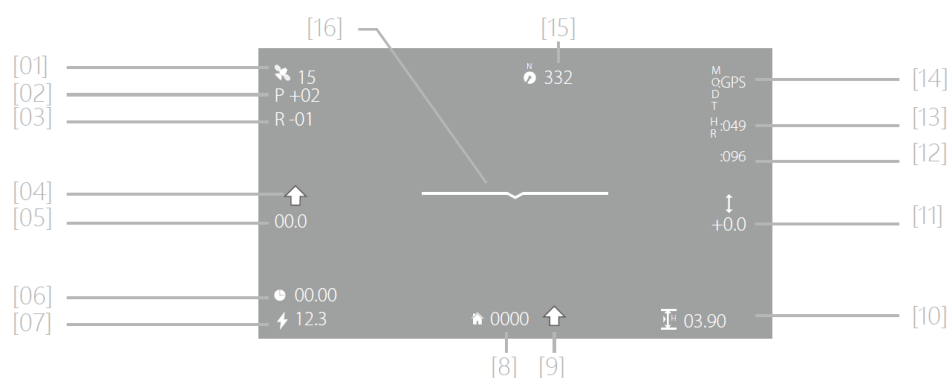 [16]
[15]
[01]
15
N
332
[02]
P +02
M
O:GPS
D
T
[14]
[03]
R -01
H
R
:049
[13]
:096
[12]
[04]
[05]
00.0
+0.0
[11]
[06]
00.00
[07]
12.3
0000
H
03.90
[10]
[8]
[9]